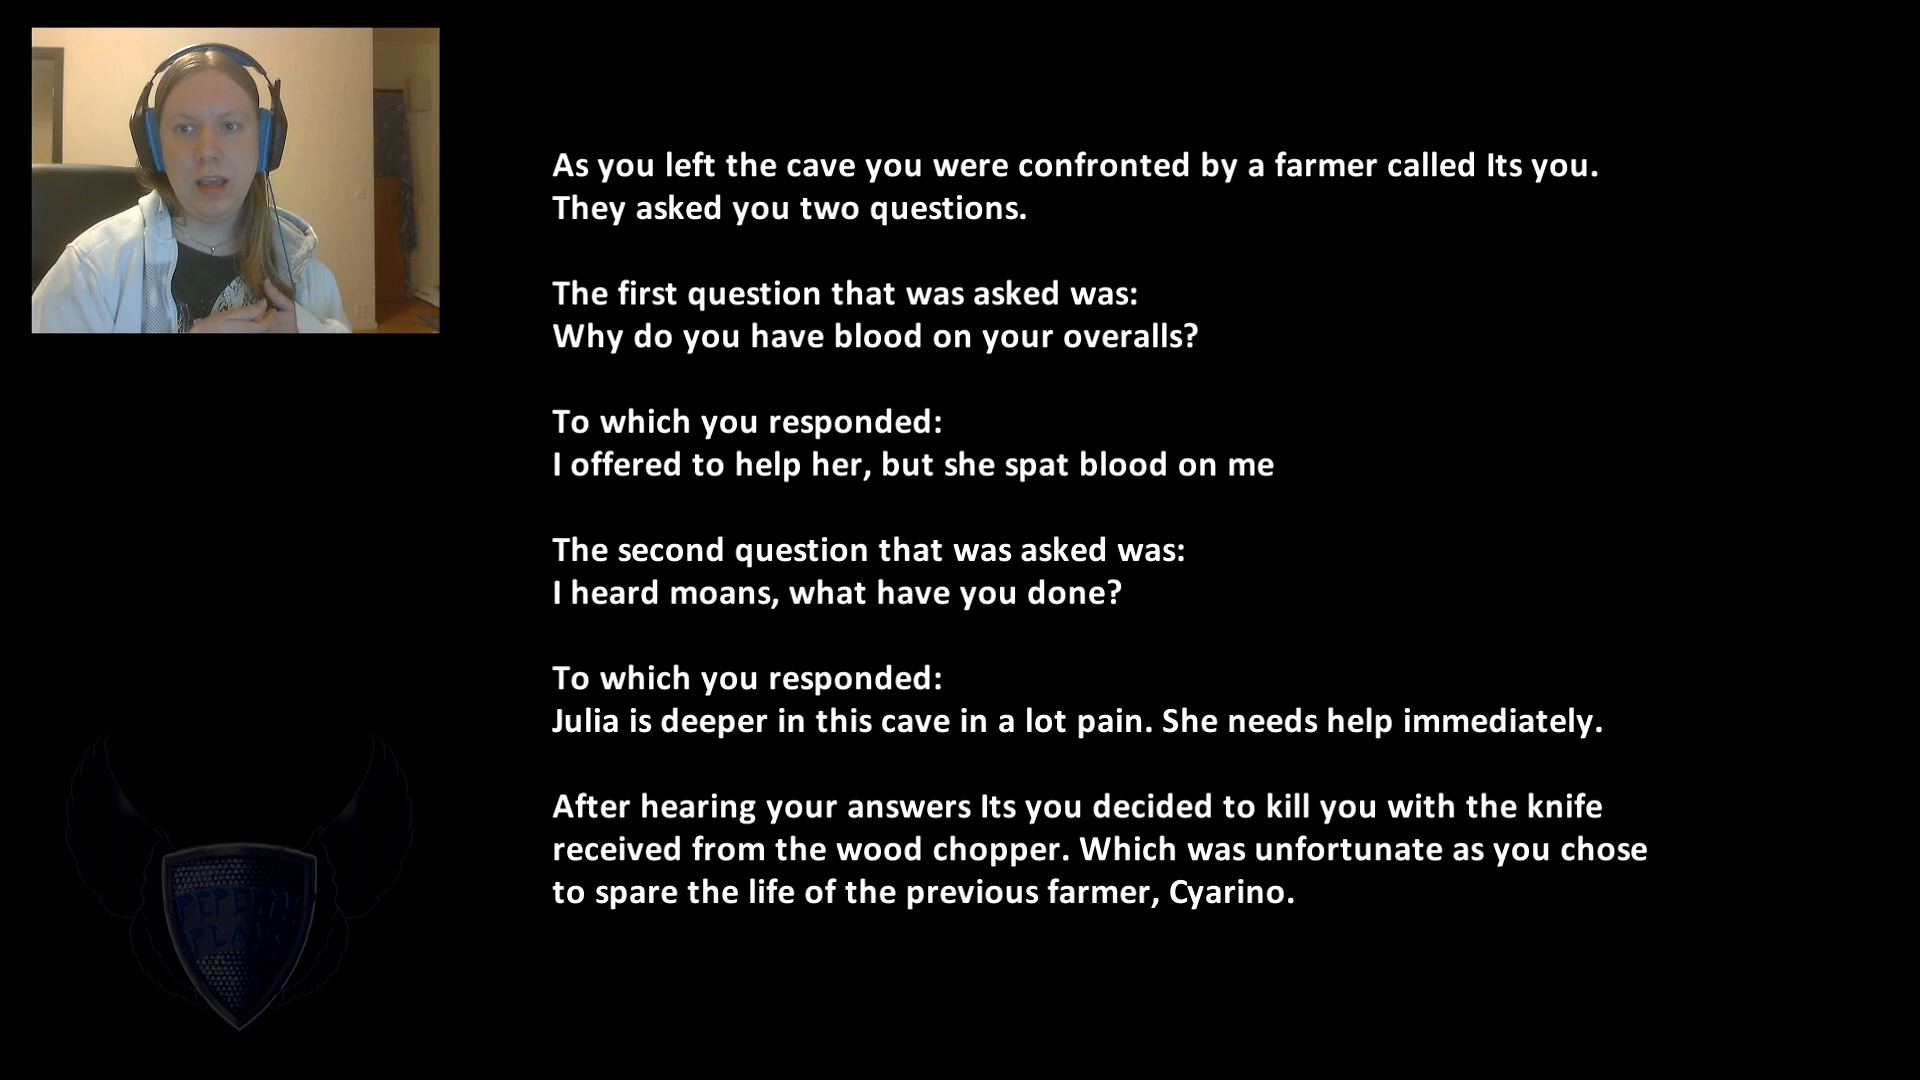 As you left the cave you were confronted by a farmer called Its you.
They asked you two questions.
The first question that was asked was:
Why do you have blood on your overalls?
To which you responded:
I offered to help her, but she spat blood on me
The second question that was asked was:
I heard moans, what have you done?
To which you responded:
Julia is deeper in this cave in a lot pain. She needs help immediately.
After hearing your answers Its you decided to kill you with the knife
received from the wood chopper. Which was unfortunate as you chose
to spare the life of the previous farmer, Cyarino.